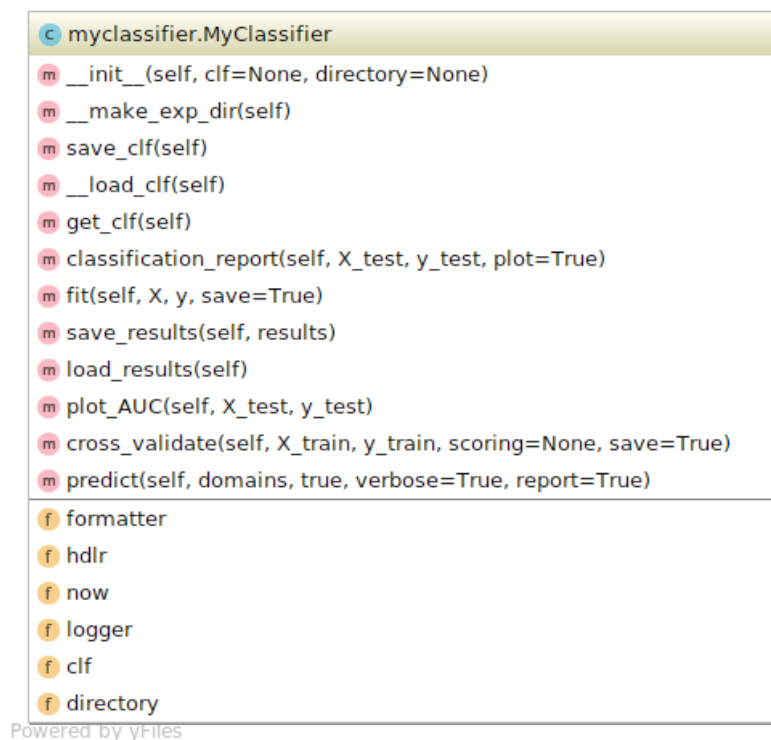 c myclassifier.MyClassifier
m __init__(self, clf=None, directory=None)
m __make_exp_dir(self)
m save_clf(self)
m __load_clf(self)
m get_clf(self)
m classification_report(self, X_test, y_test, plot=True)
m fit(self, X, y, save=True)
m save_results(self, results)
m load_results(self)
m plot_AUC(self, X_test, y_test)
m cross_validate(self, X_train, y_train, scoring=None, save=True)
m predict(self, domains, true, verbose=True, report=True)
f formatter
f hdlr
f now
f logger
f clf
f directory
Powered by yFiles